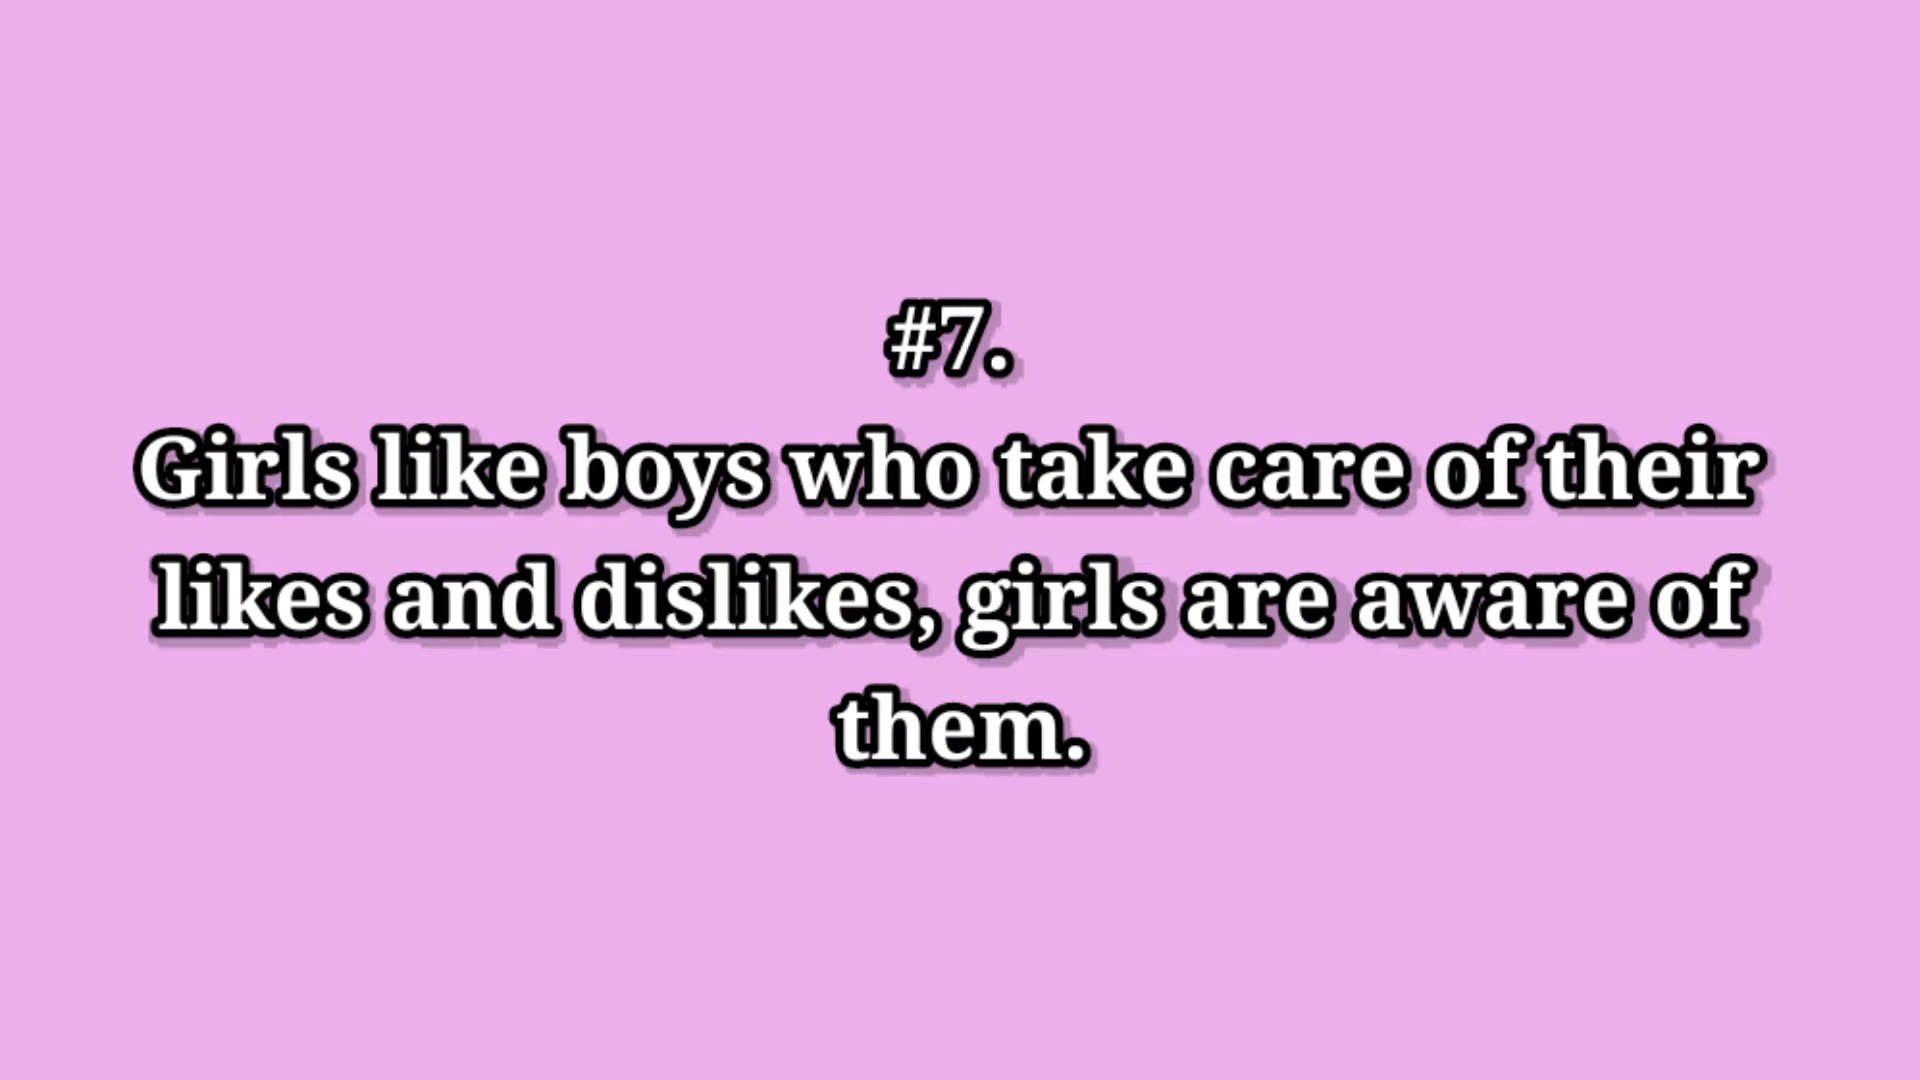 #7.
Girls like boys who take care of their
likes and dislikes, girls are aware of
them.